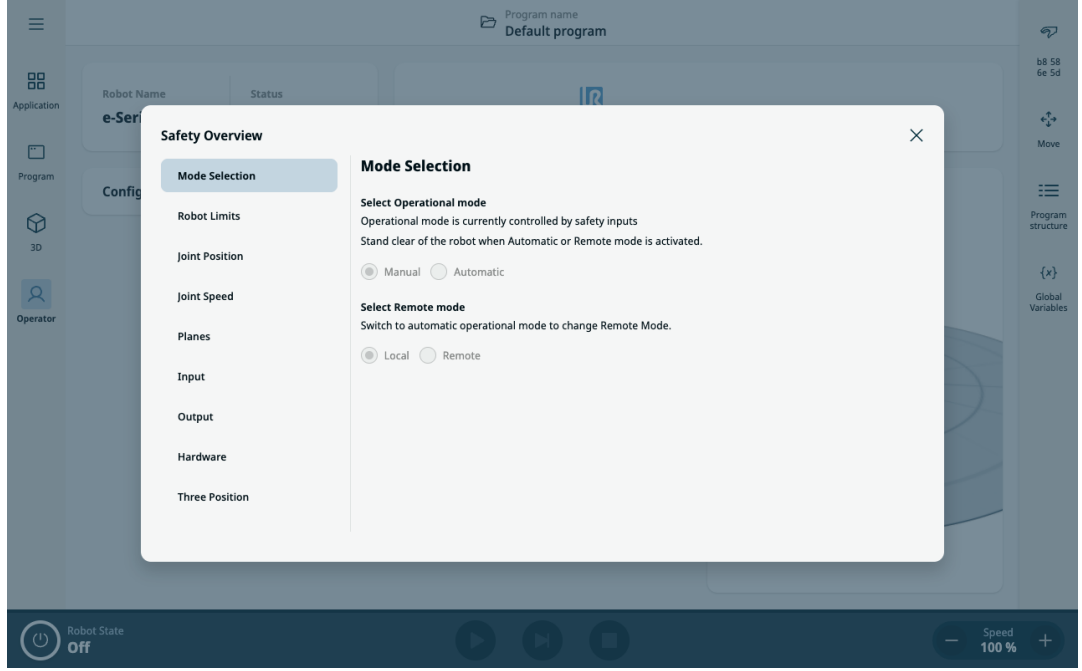 Program name
Default program
Application
Program
3D
Operator
Robot Name
Status
e-Seri
Config
Safety Overview
Mode Selection
Robot Limits
Joint Position
Joint Speed
Planes
Input
Output
Hardware
Three Position
Mode Selection
Select Operational mode
Operational mode is currently controlled by safety inputs
Stand clear of the robot when Automatic or Remote mode is activated.
Manual Automatic
Select Remote mode
Switch to automatic operational mode to change Remote Mode.
Local Remote
b8 58
6e 5d
Move
Program
structure
{x}
Global
Variables
Robot State
Off
Speed
100 %